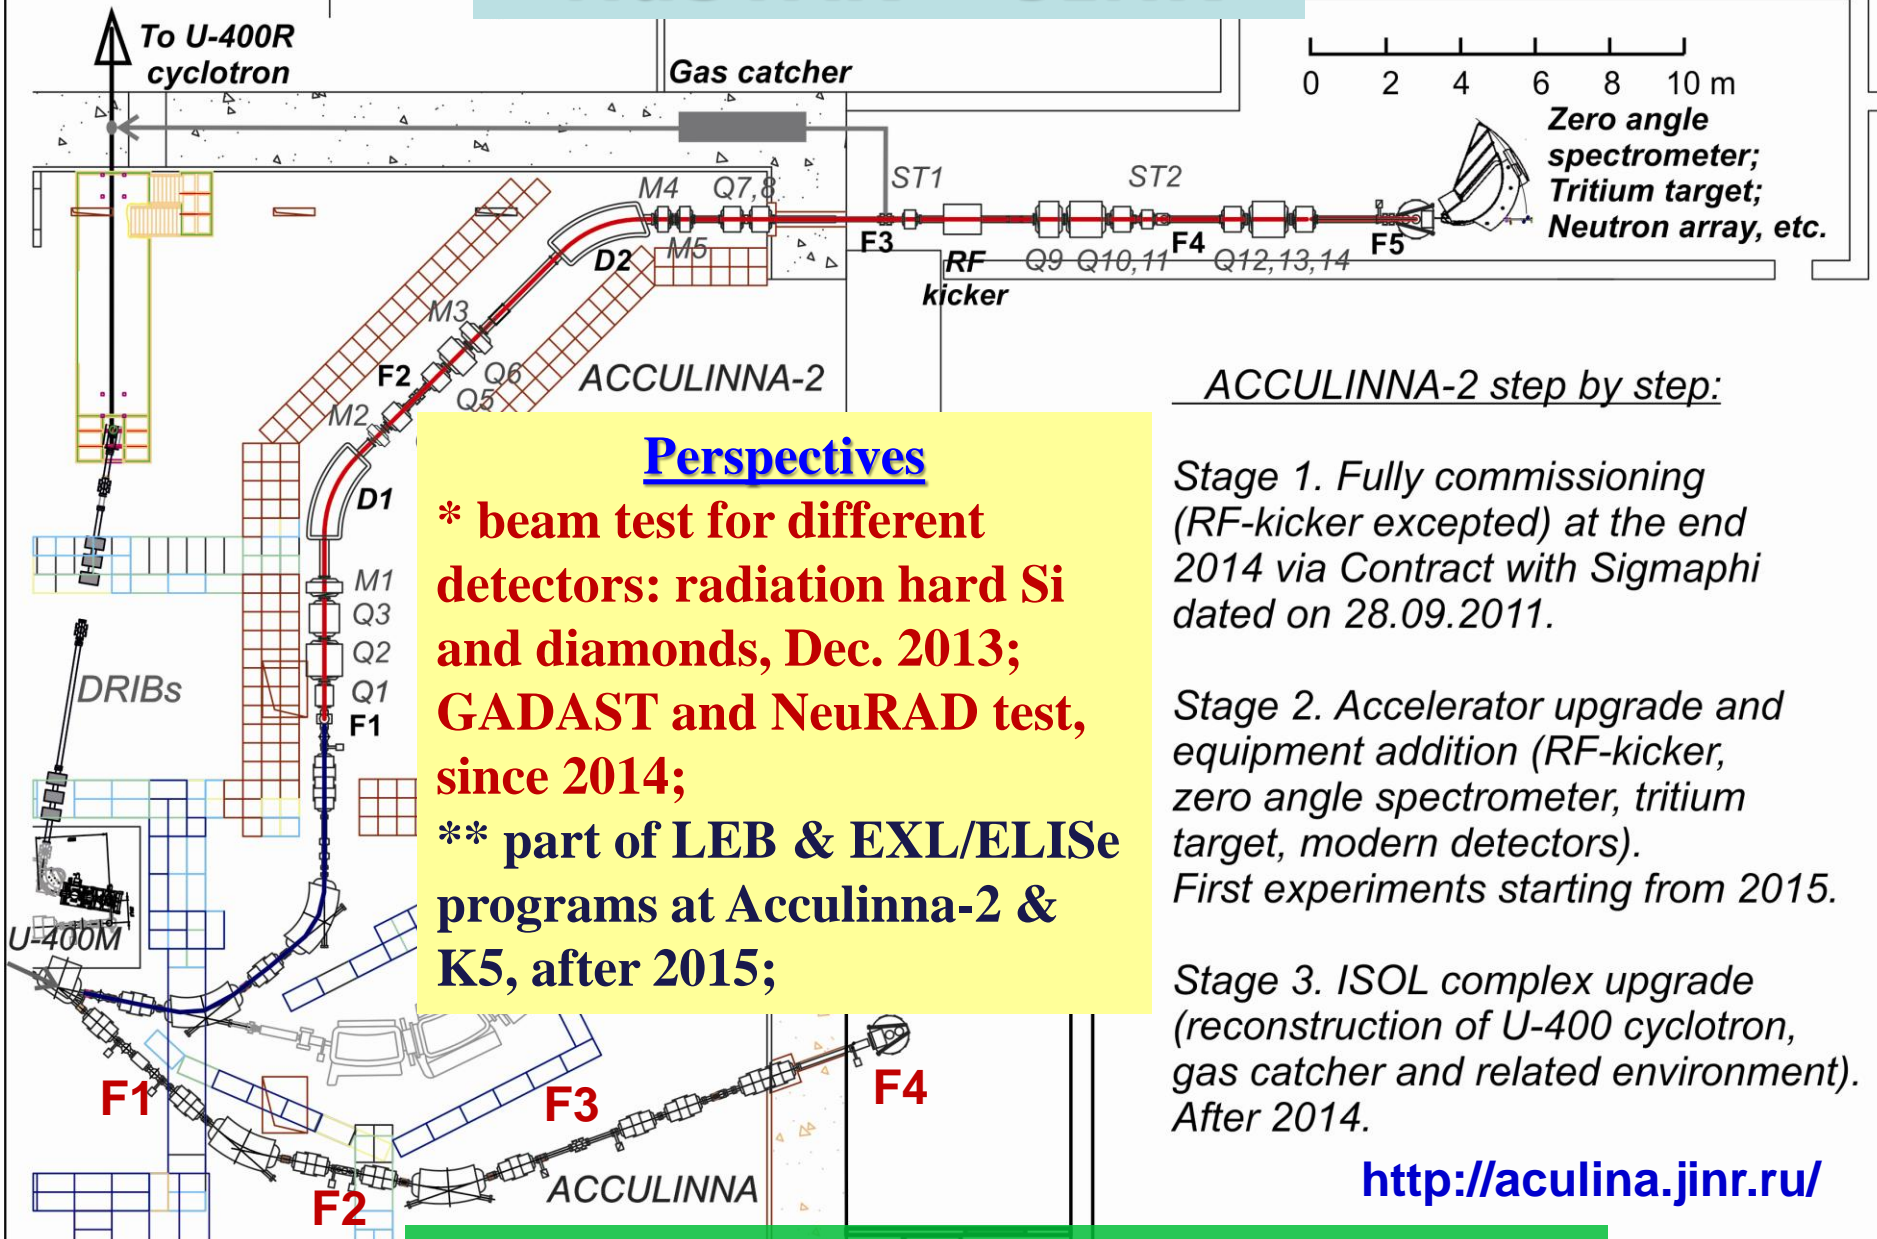 To U-400R
cyclotron
Gas catcher
0 2 4 6 8 10 m
Zero angle
spectrometer;
Tritium target;
Neutron array, etc.
M4 Q7,8
ST1
ST2
D2
M5
F3
RF
kicker
Q9 Q10,11
F4
Q12,13,14
F5
M3
F2
Q6
Q5
M2
ACCULINNA-2
D1
M1
Q3
Q2
Q1
F1
DRIBs
U-400M
Perspectives
* beam test for different
detectors: radiation hard Si
and diamonds, Dec. 2013;
GADAST and NeuRAD test,
since 2014;
** part of LEB & EXL/ELISe
programs at Acculinna-2 &
K5, after 2015;
ACCULINNA-2 step by step:
Stage 1. Fully commissioning
(RF-kicker excepted) at the end
2014 via Contract with Sigmaphi
dated on 28.09.2011.
Stage 2. Accelerator upgrade and
equipment addition (RF-kicker,
zero angle spectrometer, tritium
target, modern detectors).
First experiments starting from 2015.
Stage 3. ISOL complex upgrade
(reconstruction of U-400 cyclotron,
gas catcher and related environment).
After 2014.
F1
F2
F3
F4
ACCULINNA
http://aculina.jinr.ru/